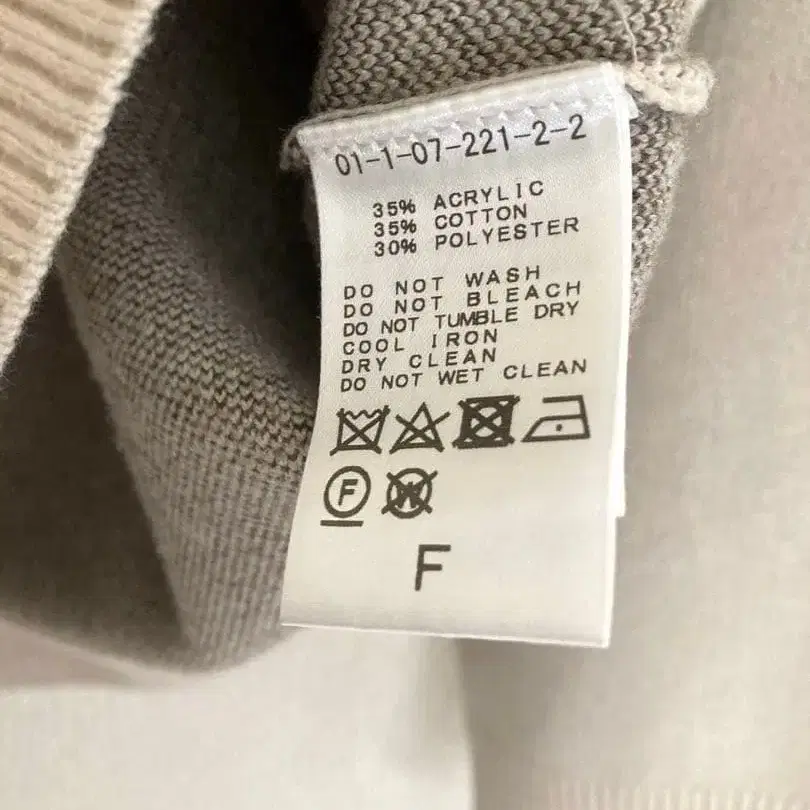 01-1-07-221-2-2
35% ACRYLIC
35% COTTON
30% POLYESTER
DO NOT WASH
DO NOT BLEACH
DO NOT TUMBLE DRY
COOL IRON
DRY CLEAN
DO NOT WET CLEAN
F W
F